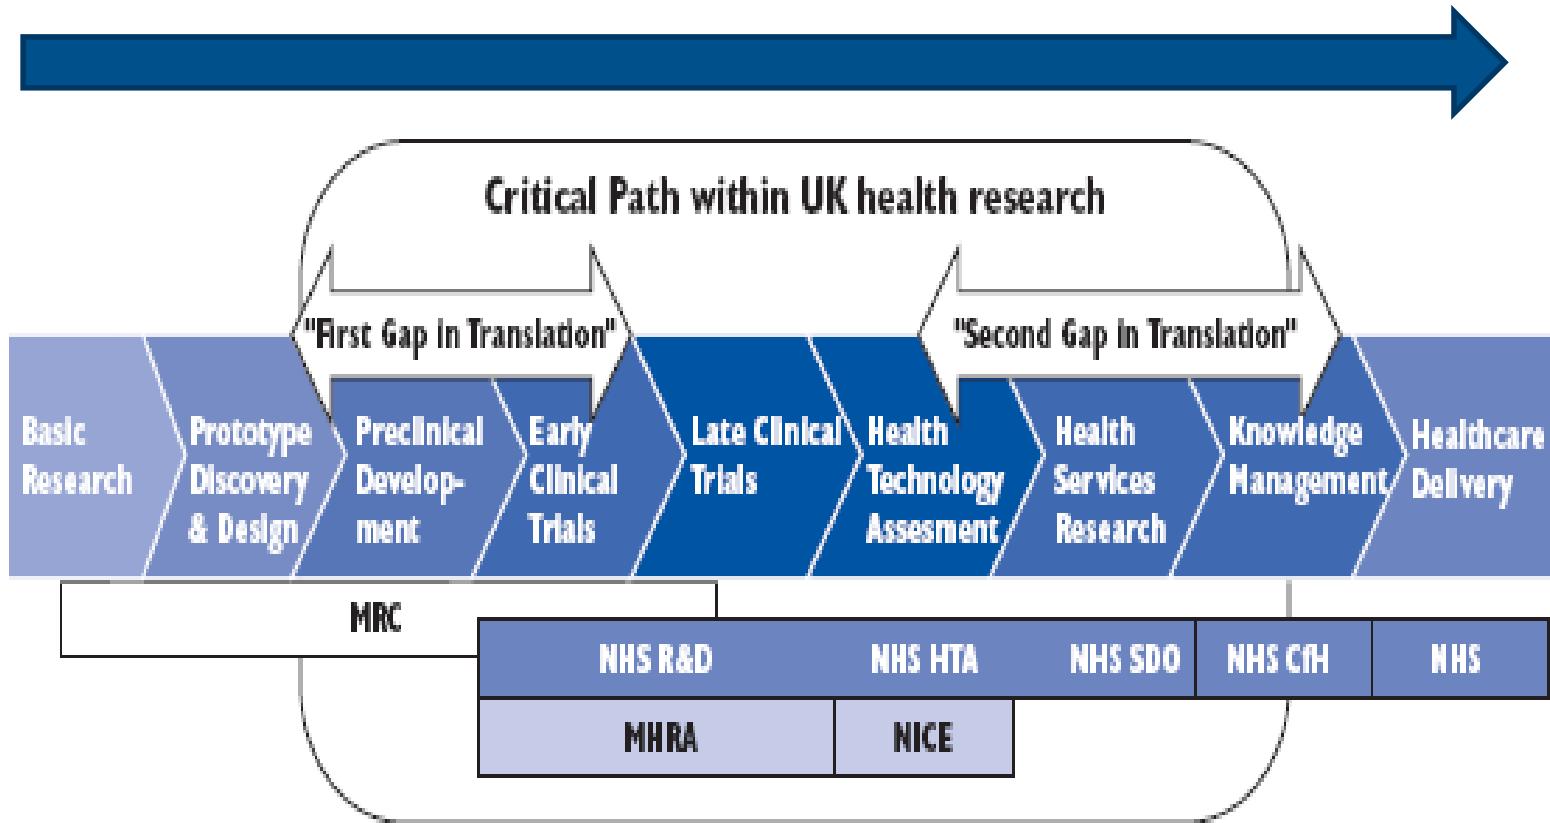 Critical Path within UK health research
"First Gap in Translation"
"Second Gap in Translation"
Basic
Research
Prototype
Discovery
& Design
Preclinical
Develop-
ment
Early
Clinical
Trials
Late Clinical
Trials
Health
Technology
Assesment
Health
Services
Research
Knowledge
Management
Healthcare
Delivery
MRC
NHS R&D
NHS HTA
NHS SDO
NHS CfH
NHS
MHRA
NICE